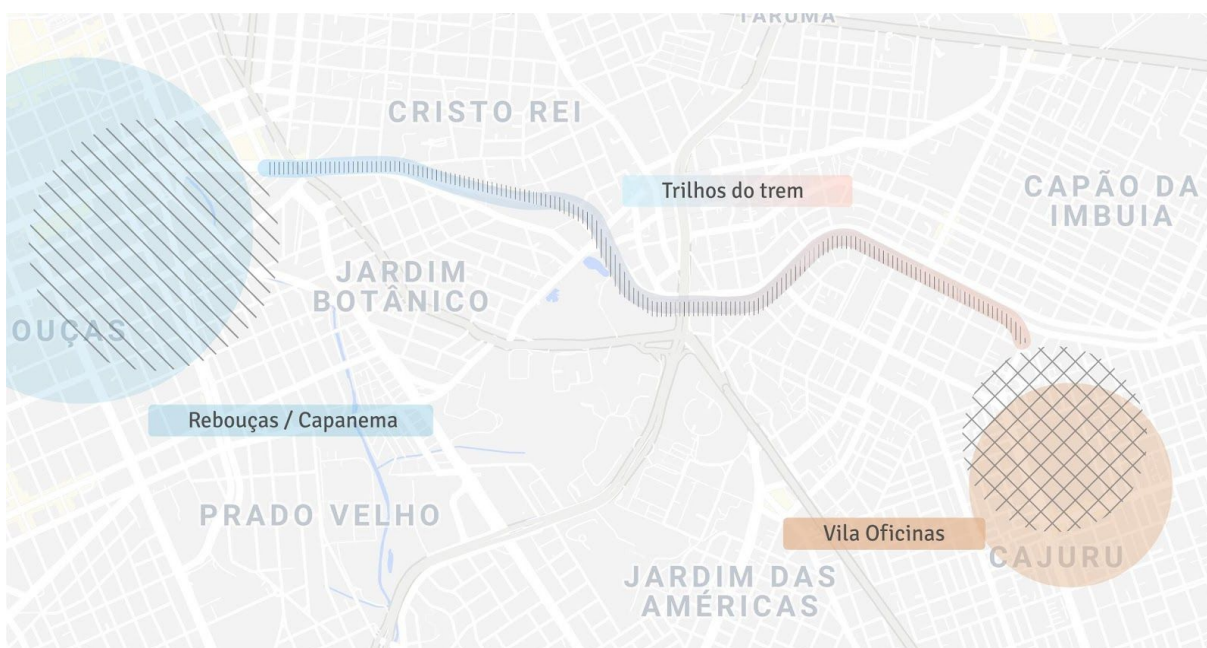 TARUMÃ
CRISTO REI
Trilhos do trem
CAPÃO DA
IMBUIA
JARDIM
BOTÂNICO
OUÇAS
Rebouças / Capanema
PRADO VELHO
Vila Oficinas
CAJURU
JARDIM DAS
AMÉRICAS